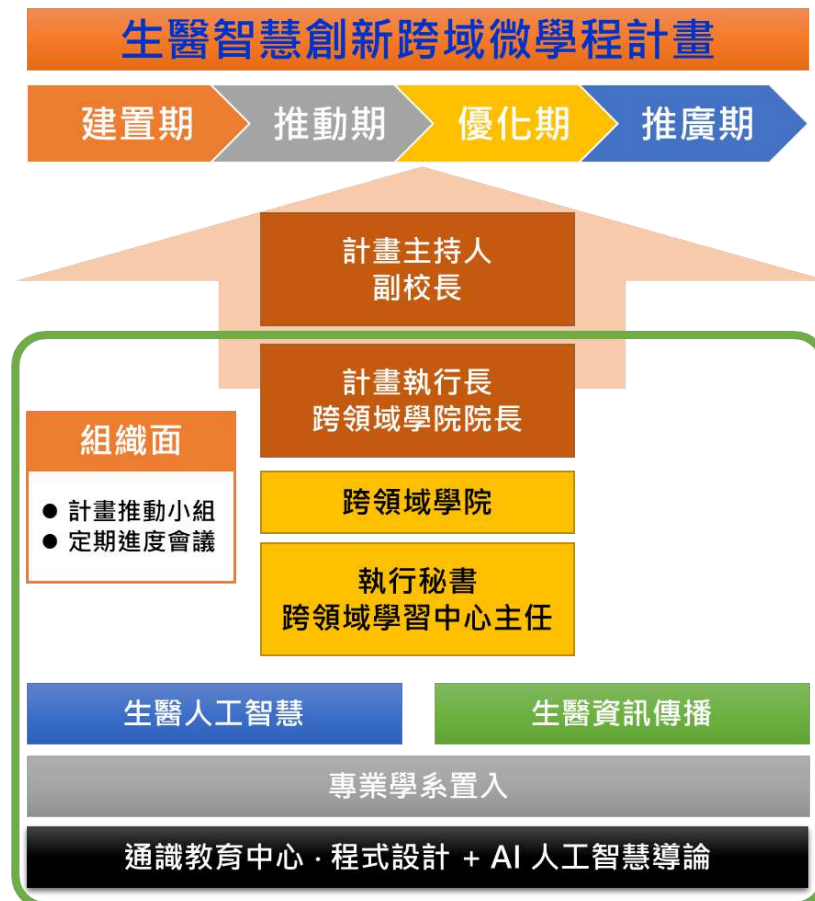 生醫智慧創新跨域微學程計畫
建置期
推動期
優化期
推廣期
計畫主持人
副校長
計畫執行長
跨領域學院院長
組織面
● 計畫推動小組
● 定期進度會議
跨領域學院
執行秘書
跨領域學習中心主任
生醫人工智慧
生醫資訊傳播
專業學系置入
通識教育中心 · 程式設計 + AI 人工智慧導論